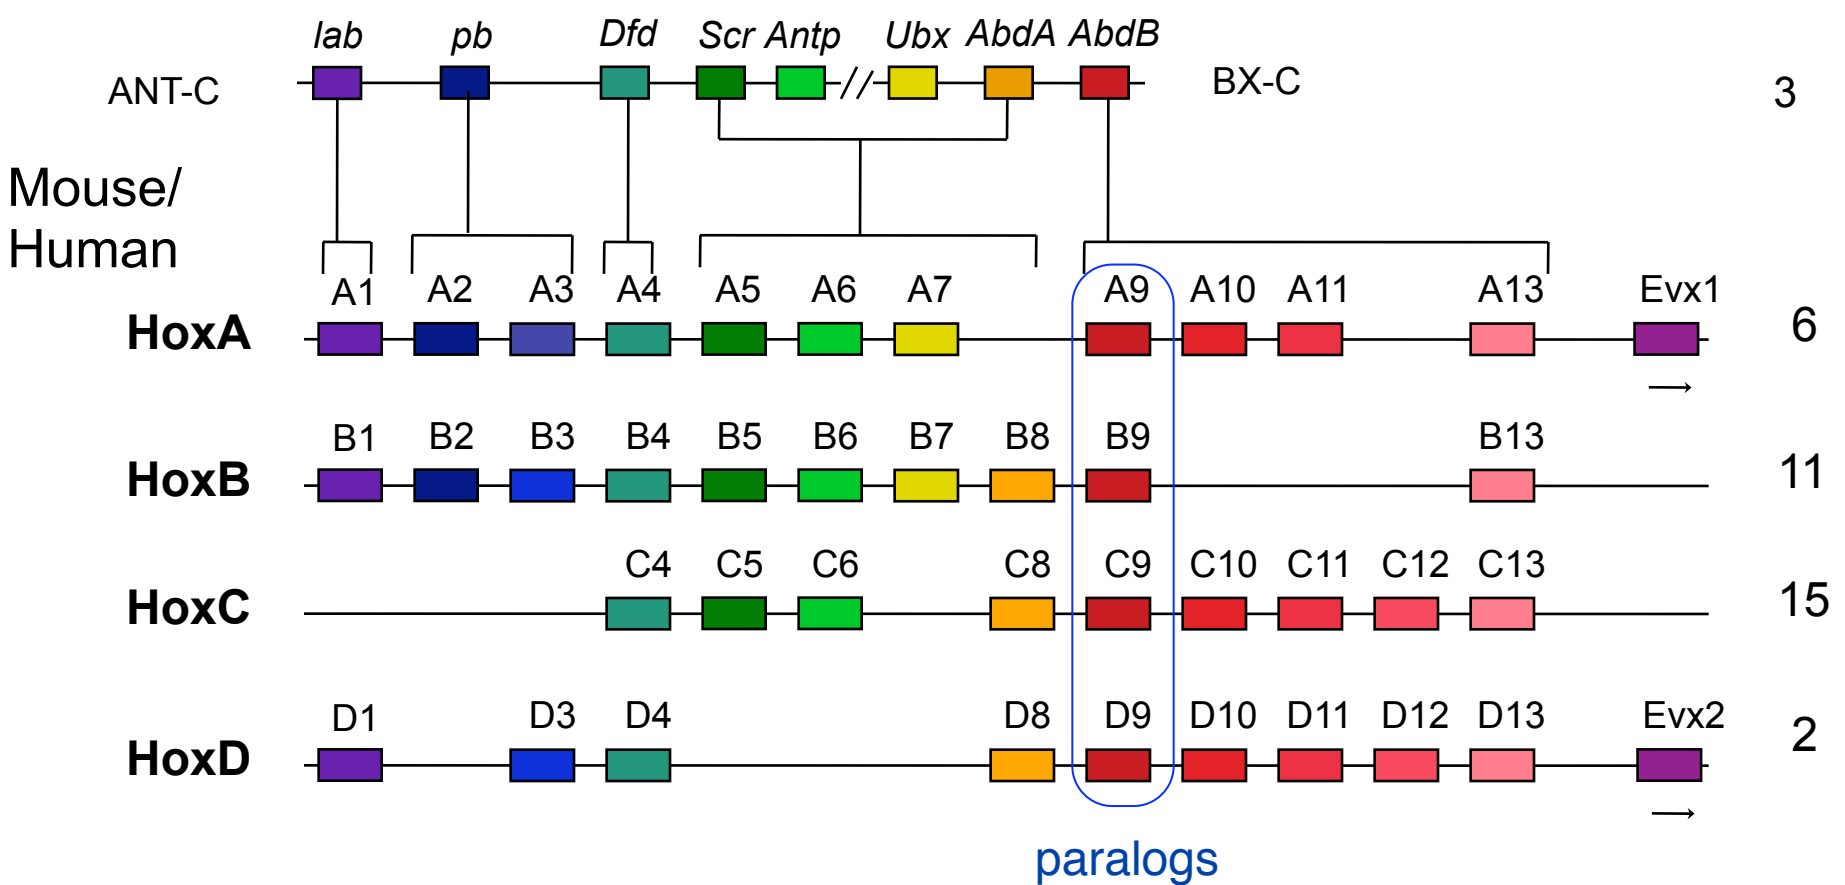 lab pb Dfd Scr Antp Ubx AbdA AbdB
ANT-C BX-C 3
Mouse/
Human
A1 A2 A3 A4 A5 A6 A7 A9 A10 A11 A13 Evx1
HoxA 6
B1 B2 B3 B4 B5 B6 B7 B8 B9 B13
HoxB 11
C4 C5 C6 C8 C9 C10 C11 C12 C13
HoxC 15
D1 D3 D4 D8 D9 D10 D11 D12 D13 Evx2
HoxD 2
paralogs